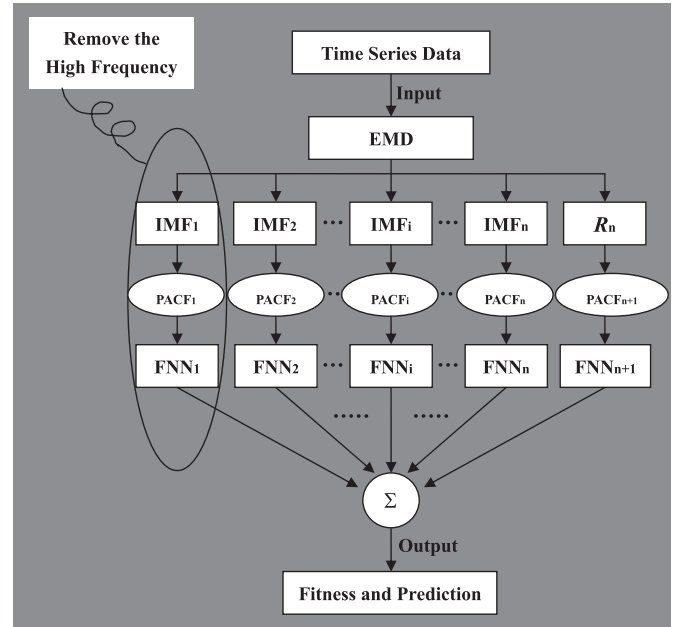 Remove the
High Frequency
Time Series Data
Input
EMD
IMF1 IMF2 ... IMFi ... IMFn Rn
PACF1 PACF2 .. PACFi .. PACFn PACFn+1
FNN1 FNN2 ... FNNi ... FNNn FNNn+1
..... .....
Σ
Output
Fitness and Prediction